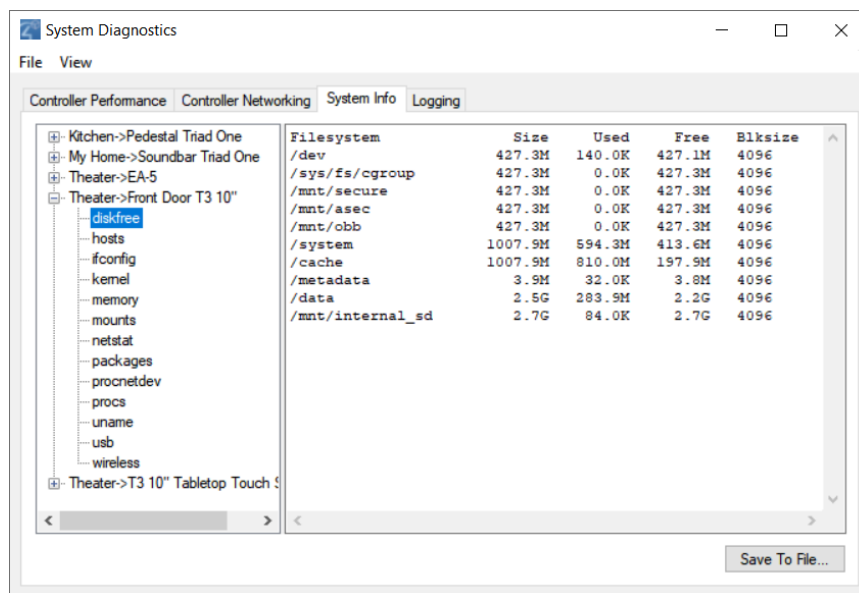 System Diagnostics
File View
Controller Performance Controller Networking System Info Logging
Kitchen->Pedestal Triad One
My Home->Soundbar Triad One
Theater->EA-5
Theater->Front Door T3 10"
diskfree
hosts
ifconfig
kernel
memory
mounts
netstat
packages
procnetdev
procs
uname
usb
wireless
Theater->T3 10" Tabletop Touch S
Filesystem Size Used Free Blksize
/dev 427.3M 140.0K 427.1M 4096
/sys/fs/cgroup 427.3M 0.0K 427.3M 4096
/mnt/secure 427.3M 0.0K 427.3M 4096
/mnt/asec 427.3M 0.0K 427.3M 4096
/mnt/obb 427.3M 0.0K 427.3M 4096
/system 1007.9M 594.3M 413.6M 4096
/cache 1007.9M 810.0M 197.9M 4096
/metadata 3.9M 32.0K 3.8M 4096
/data 2.5G 283.9M 2.2G 4096
/mnt/internal_sd 2.7G 84.0K 2.7G 4096
Save To File...